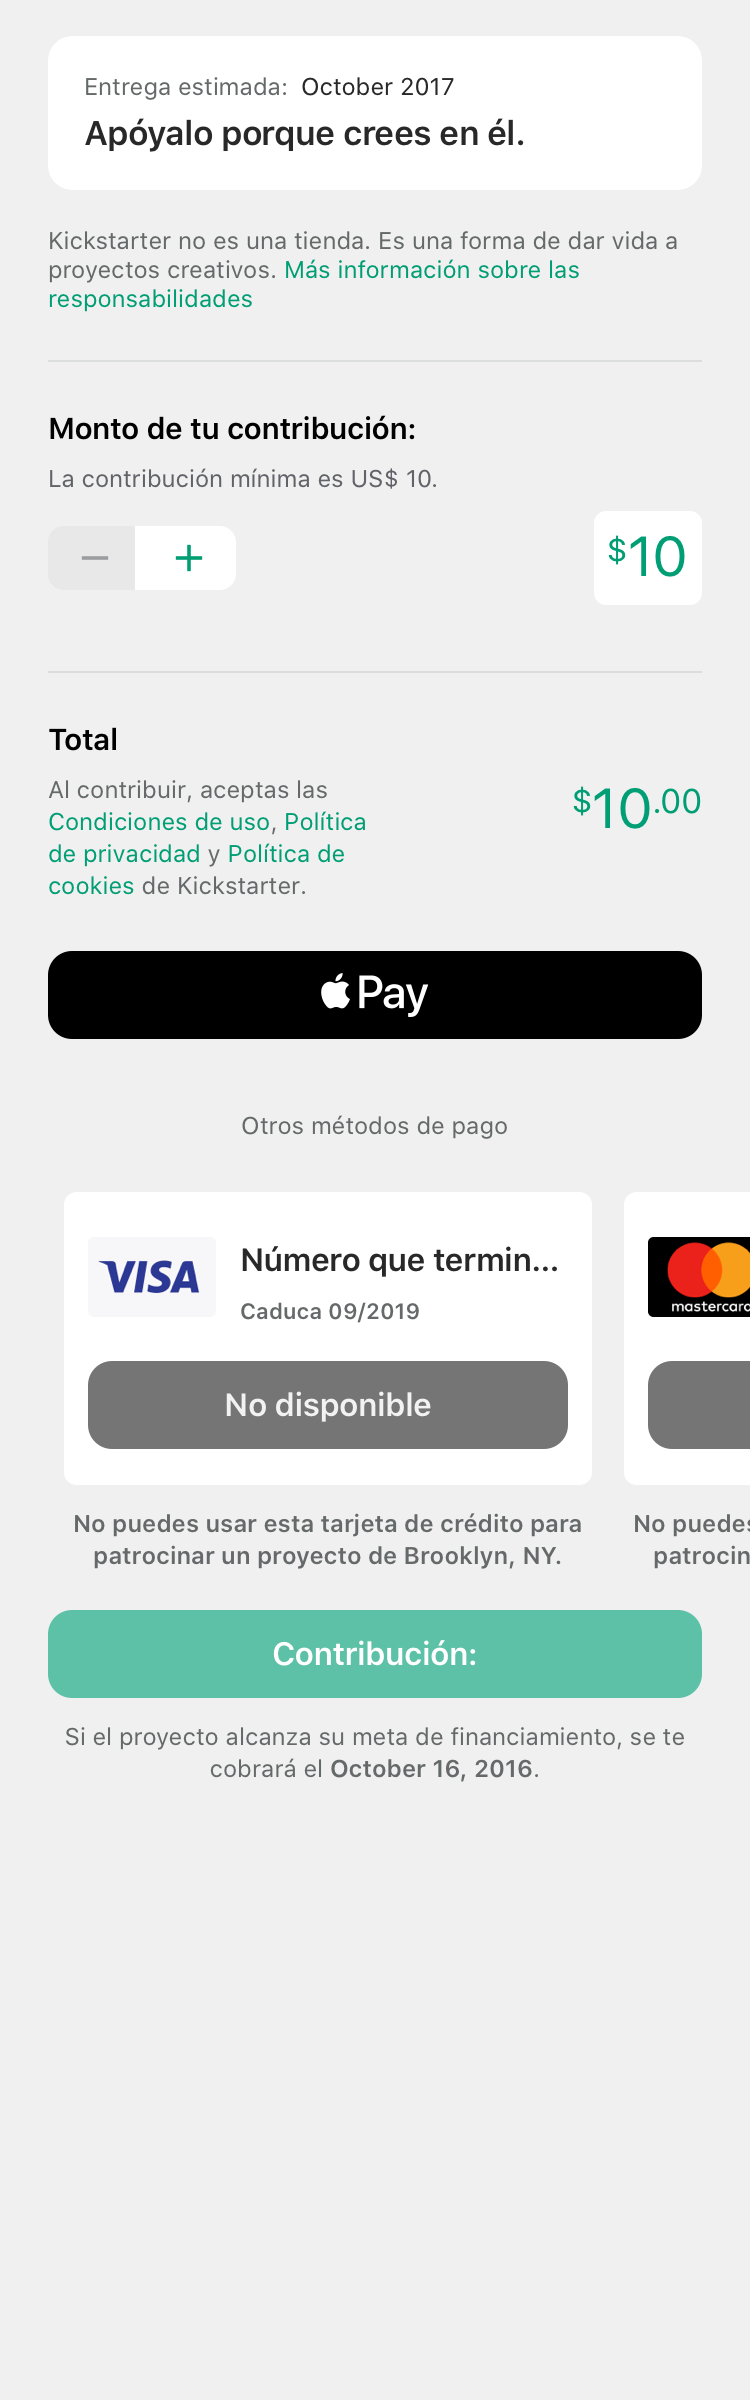 Entrega estimada: October 2017
Apóyalo porque crees en él.
Kickstarter no es una tienda. Es una forma de dar vida a
proyectos creativos. Más información sobre las
responsabilidades
Monto de tu contribución:
La contribución mínima es US$ 10.
$10
Total
Al contribuir, aceptas las
Condiciones de uso, Política
de privacidad y Política de
cookies de Kickstarter.
$10.00
Pay
Otros métodos de pago
VISA
Número que termin...
Caduca 09/2019
No disponible
mastercard
No puedes usar esta tarjeta de crédito para
patrocinar un proyecto de Brooklyn, NY.
No puedes
patrocin
Contribución:
Si el proyecto alcanza su meta de financiamiento, se te
cobrará el October 16, 2016.